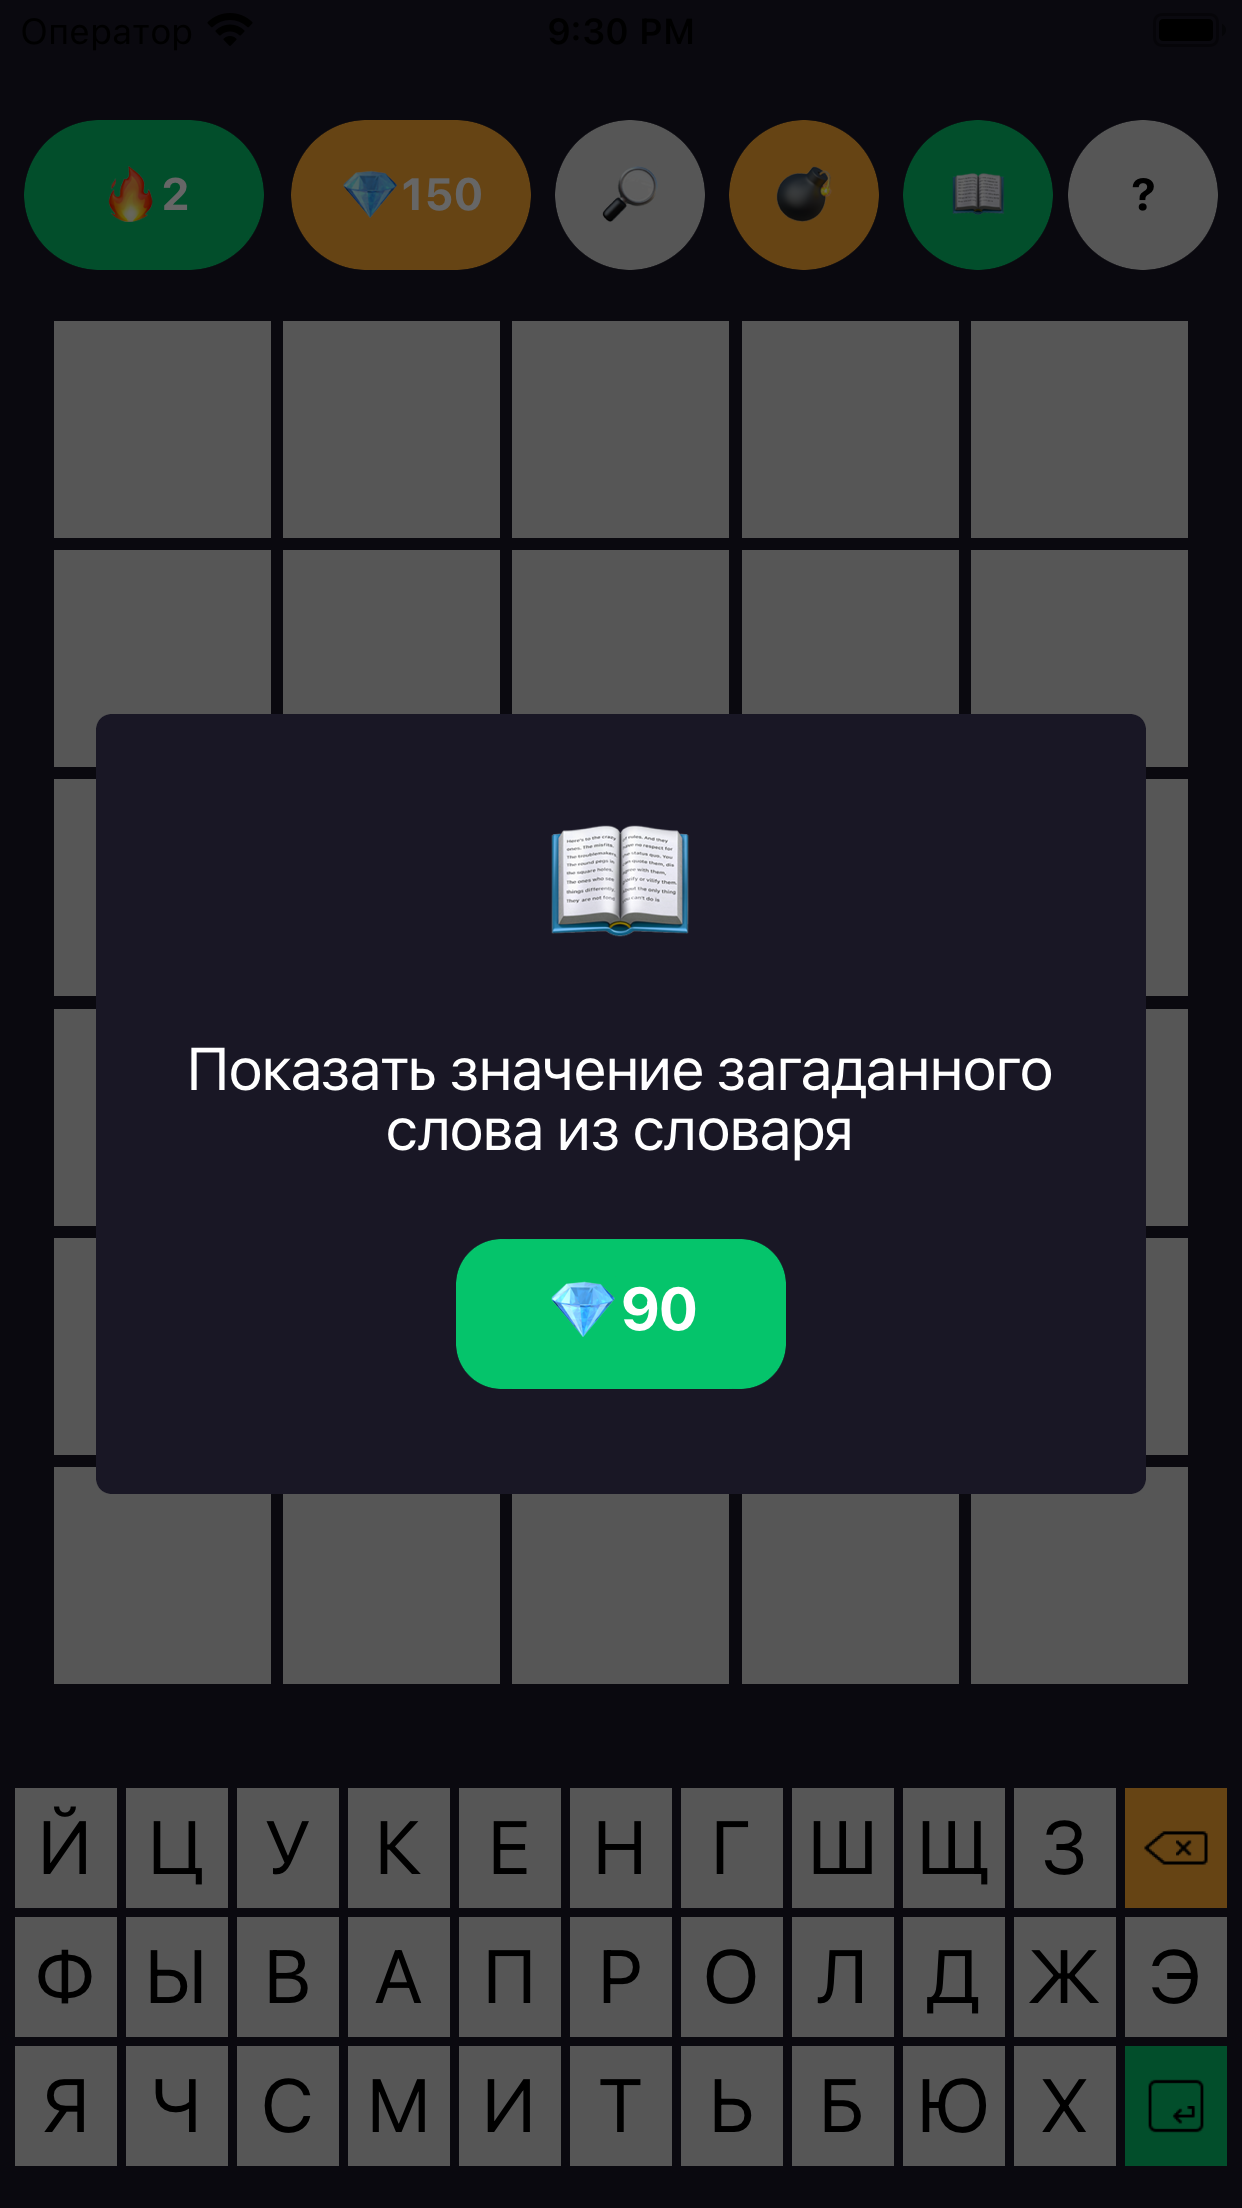 Оператор 9:30 PM
2 150 ?
Показать значение загаданного
слова из словаря
90
Й Ц У К Е Н Г Ш Щ З
Ф Ы В А П Р О Л Д Ж Э
Я Ч С М И Т Ь Б Ю Х